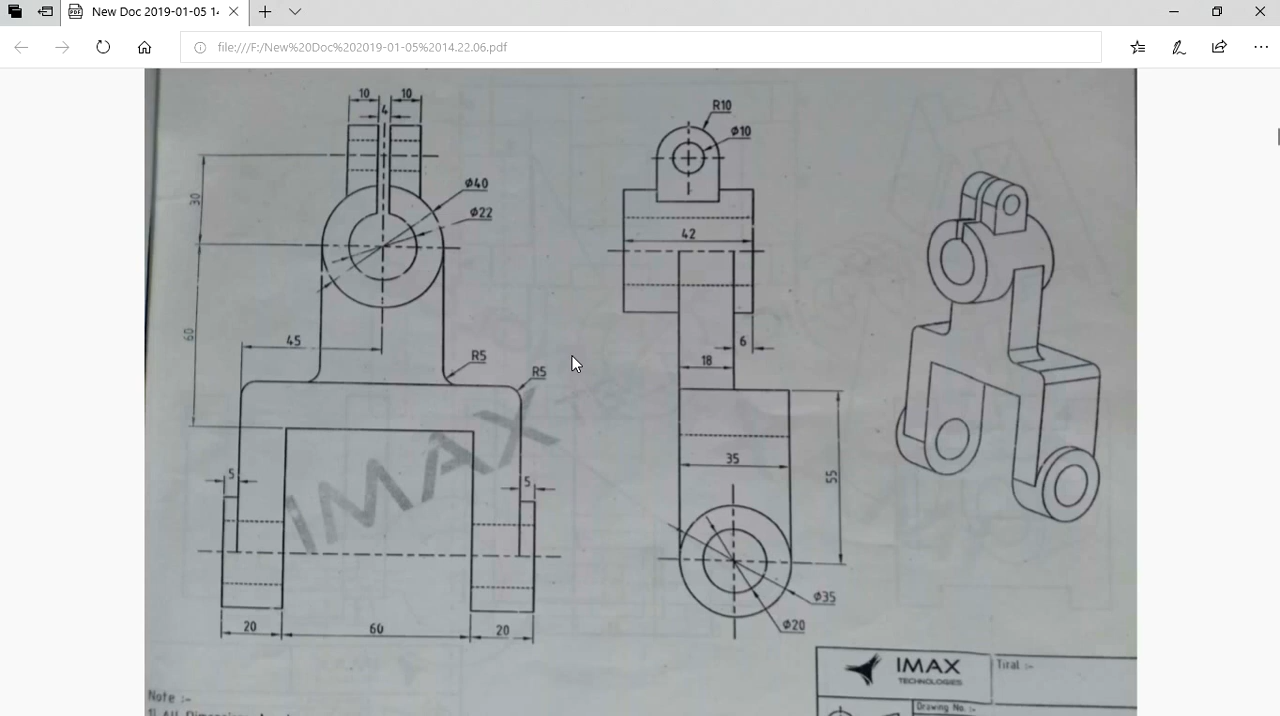 New Doc 2019-01-05 14
file:///F:/New%20Doc%202019-01-05%2014.22.06.pdf
10 10
4
30
60
Ø40
Ø22
45
R5
R5
5
5
20 60 20
R10
Ø10
42
6
18
35
55
Ø35
Ø20
IMAX
IMAX
TECHNOLOGIES
Tiral :-
Drawing No. :-
Note :-